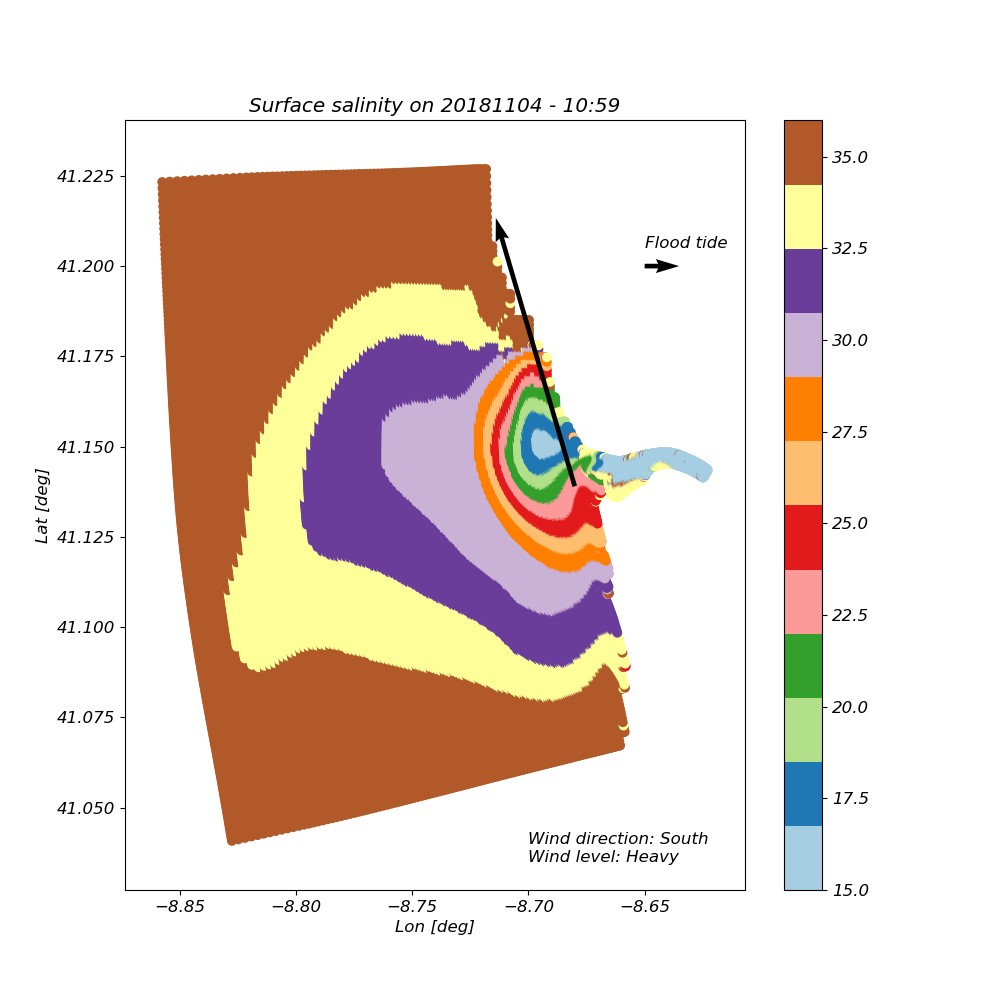 Surface salinity on 20181104 - 10:59
41.225
41.200
41.175
41.150
41.125
41.100
41.075
41.050
Lat [deg]
Flood tide
Wind direction: South
Wind level: Heavy
−8.85 −8.80 −8.75 −8.70 −8.65
Lon [deg]
35.0
32.5
30.0
27.5
25.0
22.5
20.0
17.5
15.0